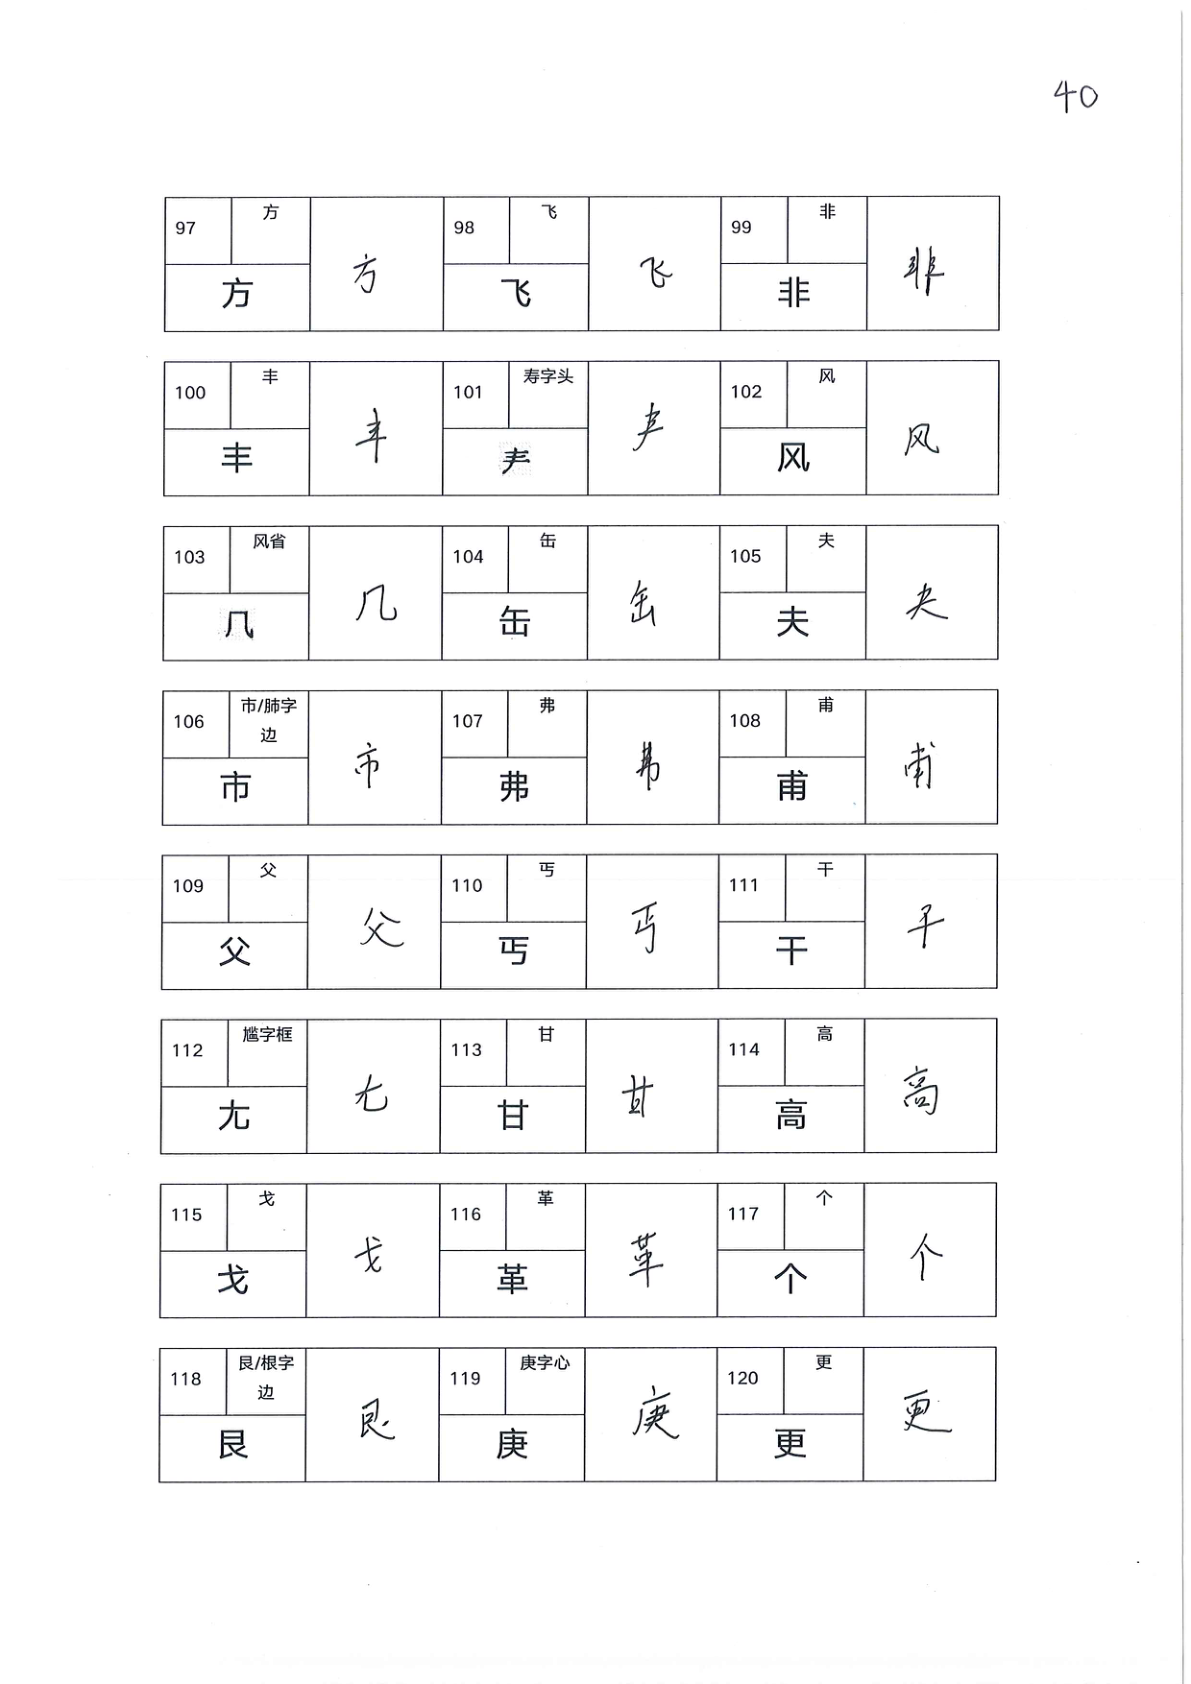 40
97 方 方 方 98 飞 飞 飞 99 非 非 非
100 丰 丰 丰 101 寿字头 龵 龵 102 风 风 风
103 风省 几 几 104 缶 缶 缶 105 夫 夫 夫
106 市/肺字边 市 市 107 弗 弗 弗 108 甫 甫 甫
109 父 父 父 110 丐 丐 丐 111 干 干 干
112 尴字框 尢 尢 113 甘 甘 甘 114 高 高 高
115 戈 戈 戈 116 革 革 革 117 个 个 个
118 艮/根字边 艮 艮 119 庚字心 庚 庚 120 更 更 更